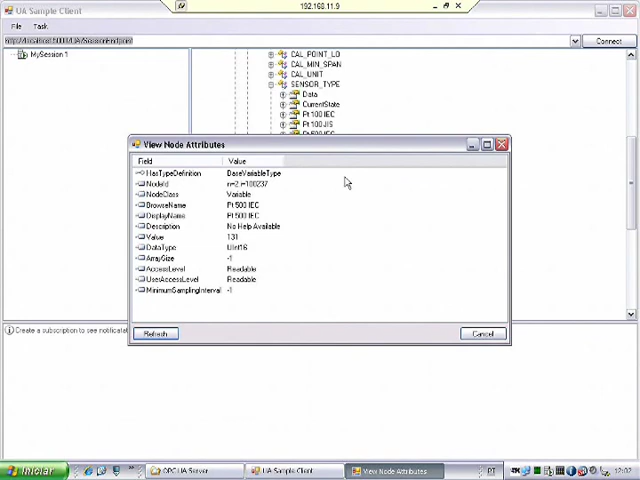 UA Sample Client
192.168.11.9
File Task
Connect
MySession 1
CAL_POINT_LO
CAL_MIN_SPAN
CAL_UNIT
SENSOR_TYPE
Data
CurrentState
Pt 100 IEC
Pt 100 JIS
View Node Attributes
Field Value
HasTypeDefinition BaseVariableType
NodeId ns=2;i=100237
NodeClass Variable
BrowseName Pt 500 IEC
DisplayName Pt 500 IEC
Description No Help Available
Value 131
DataType UInt16
ArraySize -1
AccessLevel Readable
UserAccessLevel Readable
MinimumSamplingInterval -1
Refresh Cancel
Create a subscription to see notificat
Iniciar OPC UA Server UA Sample Client View Node Attributes PT 12:02